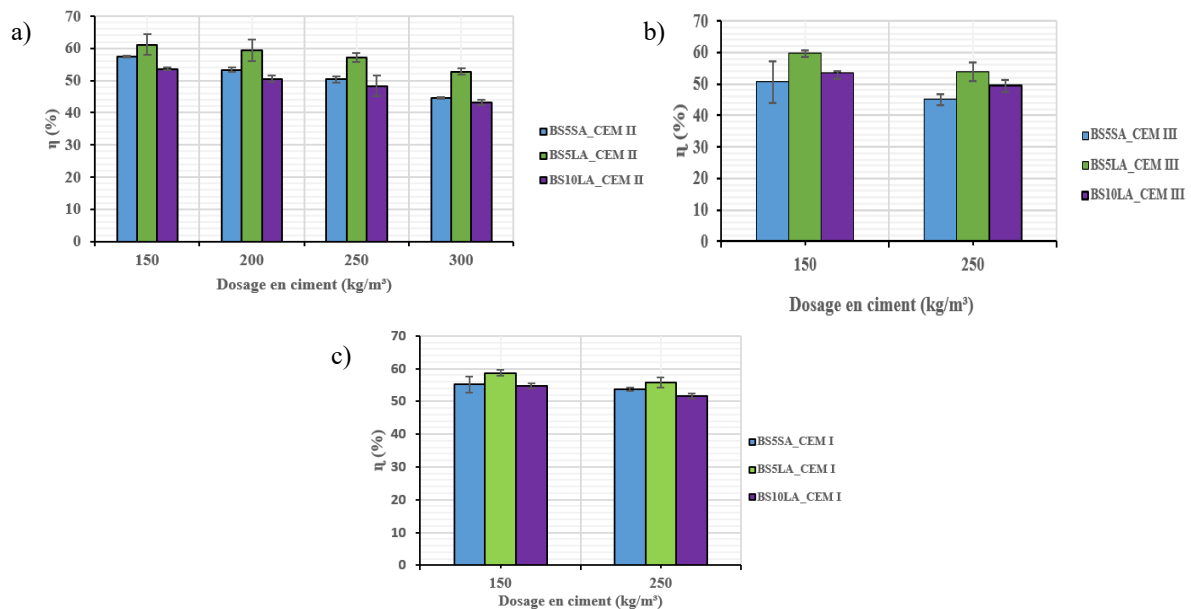 a)
70
60
50
40
30
20
10
0
η (%)
150 200 250 300
Dosage en ciment (kg/m³)
BS5SA_CEM II
BS5LA_CEM II
BS10LA_CEM II
b)
70
60
50
40
30
20
10
0
η (%)
150 250
Dosage en ciment (kg/m³)
BS5SA_CEM III
BS5LA_CEM III
BS10LA_CEM III
c)
70
60
50
40
30
20
10
0
η (%)
150 250
Dosage en ciment (kg/m³)
BS5SA_CEM I
BS5LA_CEM I
BS10LA_CEM I